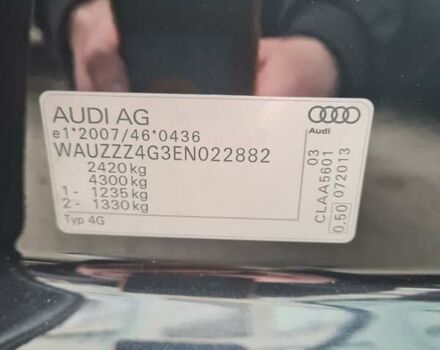 AUDI AG
e1*2007/46*0436
WAUZZZ4G3EN022882
2420 kg
4300 kg
1- 1235 kg
2- 1330 kg
Typ 4G
Audi
03
CLAA5601
0,50 072013